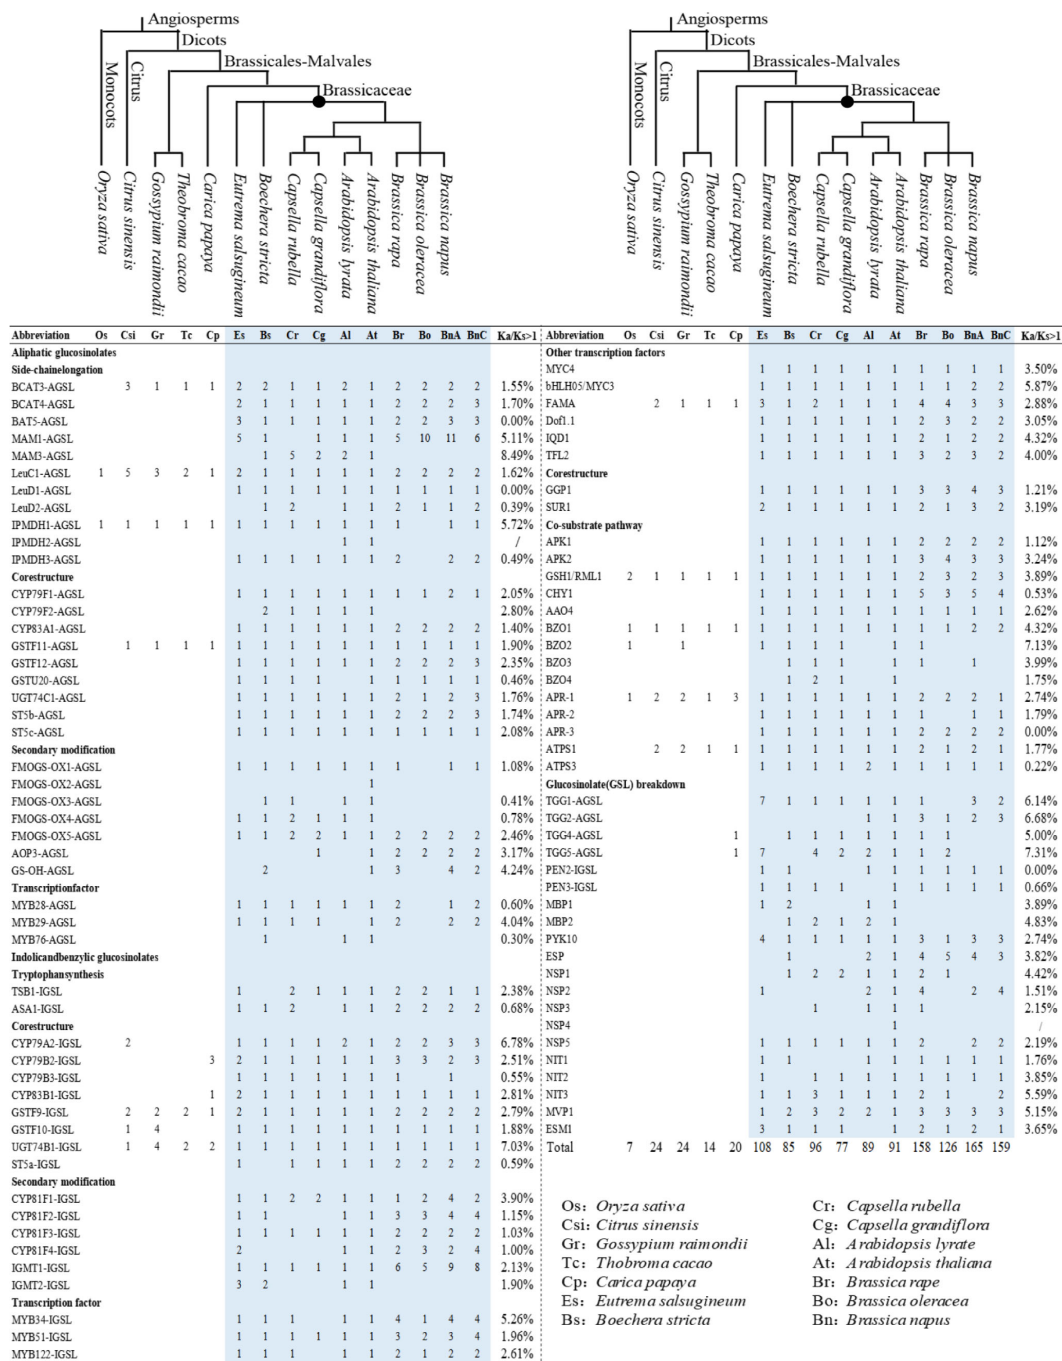 Angiosperms
Dicots
Brassicales-Malvales
Brassicaceae
Monocots
Citrus
Oryza sativa
Citrus sinensis
Gossypium raimondii
Theobroma cacao
Carica papaya
Eutrema salsugineum
Boechera stricta
Capsella rubella
Capsella grandiflora
Arabidopsis lyrata
Arabidopsis thaliana
Brassica rapa
Brassica oleracea
Brassica napus
Abbreviation Os Csi Gr Tc Cp Es Bs Cr Cg Al At Br Bo BnA BnC Ka/Ks>1
Aliphatic glucosinolates
Side-chainelongation
BCAT3-AGSL 3 1 1 1 2 2 1 1 2 1 2 2 2 2 1.55%
BCAT4-AGSL 2 1 1 1 1 1 2 2 2 3 1.70%
BAT5-AGSL 3 1 1 1 1 1 2 2 3 3 0.00%
MAM1-AGSL 5 1 1 1 1 5 10 11 6 5.11%
MAM3-AGSL 1 5 2 2 1 8.49%
LeuC1-AGSL 1 5 3 2 1 2 1 1 1 1 1 2 2 2 2 1.62%
LeuD1-AGSL 1 1 1 1 1 1 1 1 1 1 0.00%
LeuD2-AGSL 1 2 1 1 2 1 1 2 0.39%
IPMDH1-AGSL 1 1 1 1 1 1 1 1 1 1 1 1 1 1 5.72%
IPMDH2-AGSL 1 1 /
IPMDH3-AGSL 1 1 1 1 1 1 2 2 2 0.49%
Corestructure
CYP79F1-AGSL 1 1 1 1 1 1 1 1 2 1 2.05%
CYP79F2-AGSL 2 1 1 1 1 2.80%
CYP83A1-AGSL 1 1 1 1 1 1 2 2 2 2 1.40%
GSTF11-AGSL 1 1 1 1 1 1 1 1 1 1 1 1 1 1 1.90%
GSTF12-AGSL 1 1 1 1 1 1 2 2 2 3 2.35%
GSTU20-AGSL 1 1 1 1 1 1 1 1 1 0.46%
UGT74C1-AGSL 1 1 1 1 1 1 2 1 2 3 1.76%
ST5b-AGSL 1 1 1 1 1 1 2 2 2 3 1.74%
ST5c-AGSL 1 1 1 1 1 1 1 1 1 1 2.08%
Secondary modification
FMOGS-OX1-AGSL 1 1 1 1 1 1 1 1 1 1.08%
FMOGS-OX2-AGSL 1
FMOGS-OX3-AGSL 1 1 1 1 0.41%
FMOGS-OX4-AGSL 1 1 2 1 1 1 0.78%
FMOGS-OX5-AGSL 1 1 2 2 1 1 2 2 2 2 2.46%
AOP3-AGSL 1 1 2 2 2 2 3.17%
GS-OH-AGSL 2 1 3 4 2 4.24%
Transcriptionfactor
MYB28-AGSL 1 1 1 1 1 1 2 1 2 0.60%
MYB29-AGSL 1 1 1 1 1 2 2 2 4.04%
MYB76-AGSL 1 1 1 0.30%
Indolicandbenzylic glucosinolates
Tryptophansynthesis
TSB1-IGSL 1 2 1 1 1 2 2 1 1 2.38%
ASA1-IGSL 1 1 2 1 1 2 2 2 2 0.68%
Corestructure
CYP79A2-IGSL 2 1 1 1 1 2 1 2 2 3 3 6.78%
CYP79B2-IGSL 3 2 1 1 1 1 1 3 3 2 3 2.51%
CYP79B3-IGSL 1 1 1 1 1 1 1 1 0.55%
CYP83B1-IGSL 1 2 1 1 1 1 1 1 1 1 1 2.81%
GSTF9-IGSL 2 2 2 1 2 1 1 1 1 1 2 2 2 2 2.79%
GSTF10-IGSL 1 4 1 1 1 1 1 1 1 1 1 1 1.88%
UGT74B1-IGSL 1 4 2 2 1 1 1 1 1 1 1 1 1 1 7.03%
ST5a-IGSL 1 1 1 1 1 2 2 2 2 0.59%
Secondary modification
CYP81F1-IGSL 1 1 2 2 1 1 1 2 4 2 3.90%
CYP81F2-IGSL 1 1 1 1 3 3 4 4 1.15%
CYP81F3-IGSL 1 1 1 1 1 1 2 2 2 2 1.03%
CYP81F4-IGSL 2 1 1 2 3 2 4 1.00%
IGMT1-IGSL 1 1 1 1 1 1 6 5 9 8 2.13%
IGMT2-IGSL 3 2 1 1 1.90%
Transcription factor
MYB34-IGSL 1 1 1 1 1 4 1 4 4 5.26%
MYB51-IGSL 1 1 1 1 1 1 3 2 3 4 1.96%
MYB122-IGSL 1 1 1 1 1 2 1 2 2 2.61%
Angiosperms
Dicots
Brassicales-Malvales
Brassicaceae
Monocots
Citrus
Oryza sativa
Citrus sinensis
Gossypium raimondii
Theobroma cacao
Carica papaya
Eutrema salsugineum
Boechera stricta
Capsella rubella
Capsella grandiflora
Arabidopsis lyrata
Arabidopsis thaliana
Brassica rapa
Brassica oleracea
Brassica napus
Abbreviation Os Csi Gr Tc Cp Es Bs Cr Cg Al At Br Bo BnA BnC Ka/Ks>1
Other transcription factors
MYC4 1 1 1 1 1 1 1 1 1 1 3.50%
bHLH05/MYC3 1 1 1 1 1 1 1 1 2 2 5.87%
FAMA 2 1 1 1 3 1 2 1 1 1 4 4 3 3 2.88%
Dof1.1 1 1 1 1 1 1 2 3 2 2 3.05%
IQD1 1 1 1 1 1 1 2 1 2 2 4.32%
TFL2 1 1 1 1 1 1 3 2 3 2 4.00%
Corestructure
GGP1 1 1 1 1 1 1 3 3 4 3 1.21%
SUR1 2 1 1 1 1 1 2 1 3 2 3.19%
Co-substrate pathway
APK1 1 1 1 1 1 1 2 2 2 2 1.12%
APK2 1 1 1 1 1 1 3 4 3 3 3.24%
GSH1/RML1 2 1 1 1 1 1 1 1 1 1 1 2 3 2 3 3.89%
CHY1 1 1 1 1 1 1 5 3 5 4 0.53%
AAO4 1 1 1 1 1 1 1 1 1 1 2.62%
BZO1 1 1 1 1 1 1 1 1 1 1 1 1 1 2 2 4.32%
BZO2 1 1 1 1 1 1 1 1 7.13%
BZO3 1 1 1 1 1 1 3.99%
BZO4 1 2 1 1 1.75%
APR-1 1 2 2 1 3 1 1 1 1 1 1 2 2 2 1 2.74%
APR-2 1 1 1 1 1 1 1 1 1 1.79%
APR-3 1 1 1 1 1 1 2 2 2 2 0.00%
ATPS1 2 2 1 1 1 1 1 1 1 1 2 1 2 1 1.77%
ATPS3 1 1 1 1 2 1 1 1 1 1 0.22%
Glucosinolate(GSL) breakdown
TGG1-AGSL 7 1 1 1 1 1 1 3 2 6.14%
TGG2-AGSL 1 1 3 1 2 3 6.68%
TGG4-AGSL 1 1 1 1 1 1 1 1 5.00%
TGG5-AGSL 1 7 4 2 2 1 1 2 7.31%
PEN2-IGSL 1 1 1 1 1 1 1 1 0.00%
PEN3-IGSL 1 1 1 1 1 1 1 1 1 0.66%
MBP1 1 2 1 1 3.89%
MBP2 1 2 1 2 1 4.83%
PYK10 4 1 1 1 1 1 3 1 3 3 2.74%
ESP 1 2 1 4 5 4 3 3.82%
NSP1 1 2 2 1 1 2 1 4.42%
NSP2 1 2 1 4 2 4 1.51%
NSP3 1 1 1 1 2.15%
NSP4 1 /
NSP5 1 1 1 1 1 1 2 2 2 2.19%
NIT1 1 1 1 1 1 1 1 1 1.76%
NIT2 1 1 1 1 1 1 1 1 1 3.85%
NIT3 1 1 3 1 1 1 2 1 2 5.59%
MVP1 1 2 3 2 2 1 3 3 3 3 5.15%
ESM1 3 1 1 1 1 2 1 2 1 3.65%
Total 7 24 24 14 20 108 85 96 77 89 91 158 126 165 159
Os: Oryza sativa
Csi: Citrus sinensis
Gr: Gossypium raimondii
Tc: Thobroma cacao
Cp: Carica papaya
Es: Eutrema salsugineum
Bs: Boechera stricta
Cr: Capsella rubella
Cg: Capsella grandiflora
Al: Arabidopsis lyrate
At: Arabidopsis thaliana
Br: Brassica rape
Bo: Brassica oleracea
Bn: Brassica napus